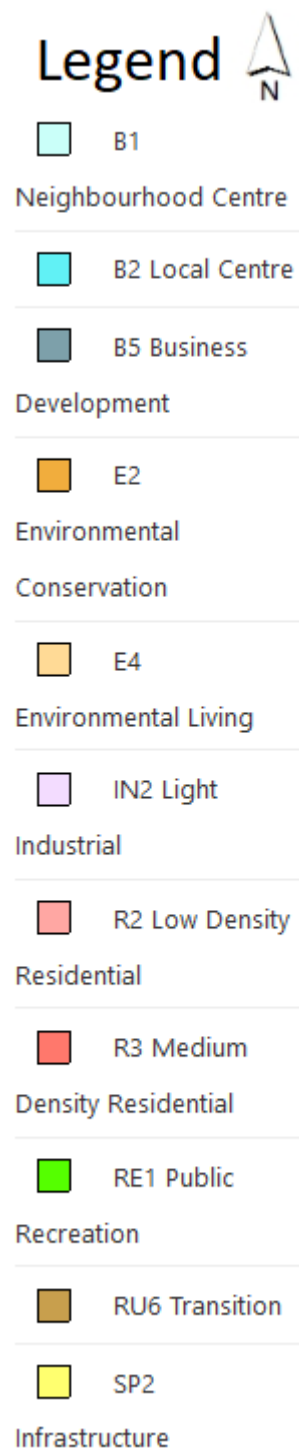 Legend
N
B1
Neighbourhood Centre
B2 Local Centre
B5 Business
Development
E2
Environmental
Conservation
E4
Environmental Living
IN2 Light
Industrial
R2 Low Density
Residential
R3 Medium
Density Residential
RE1 Public
Recreation
RU6 Transition
SP2
Infrastructure